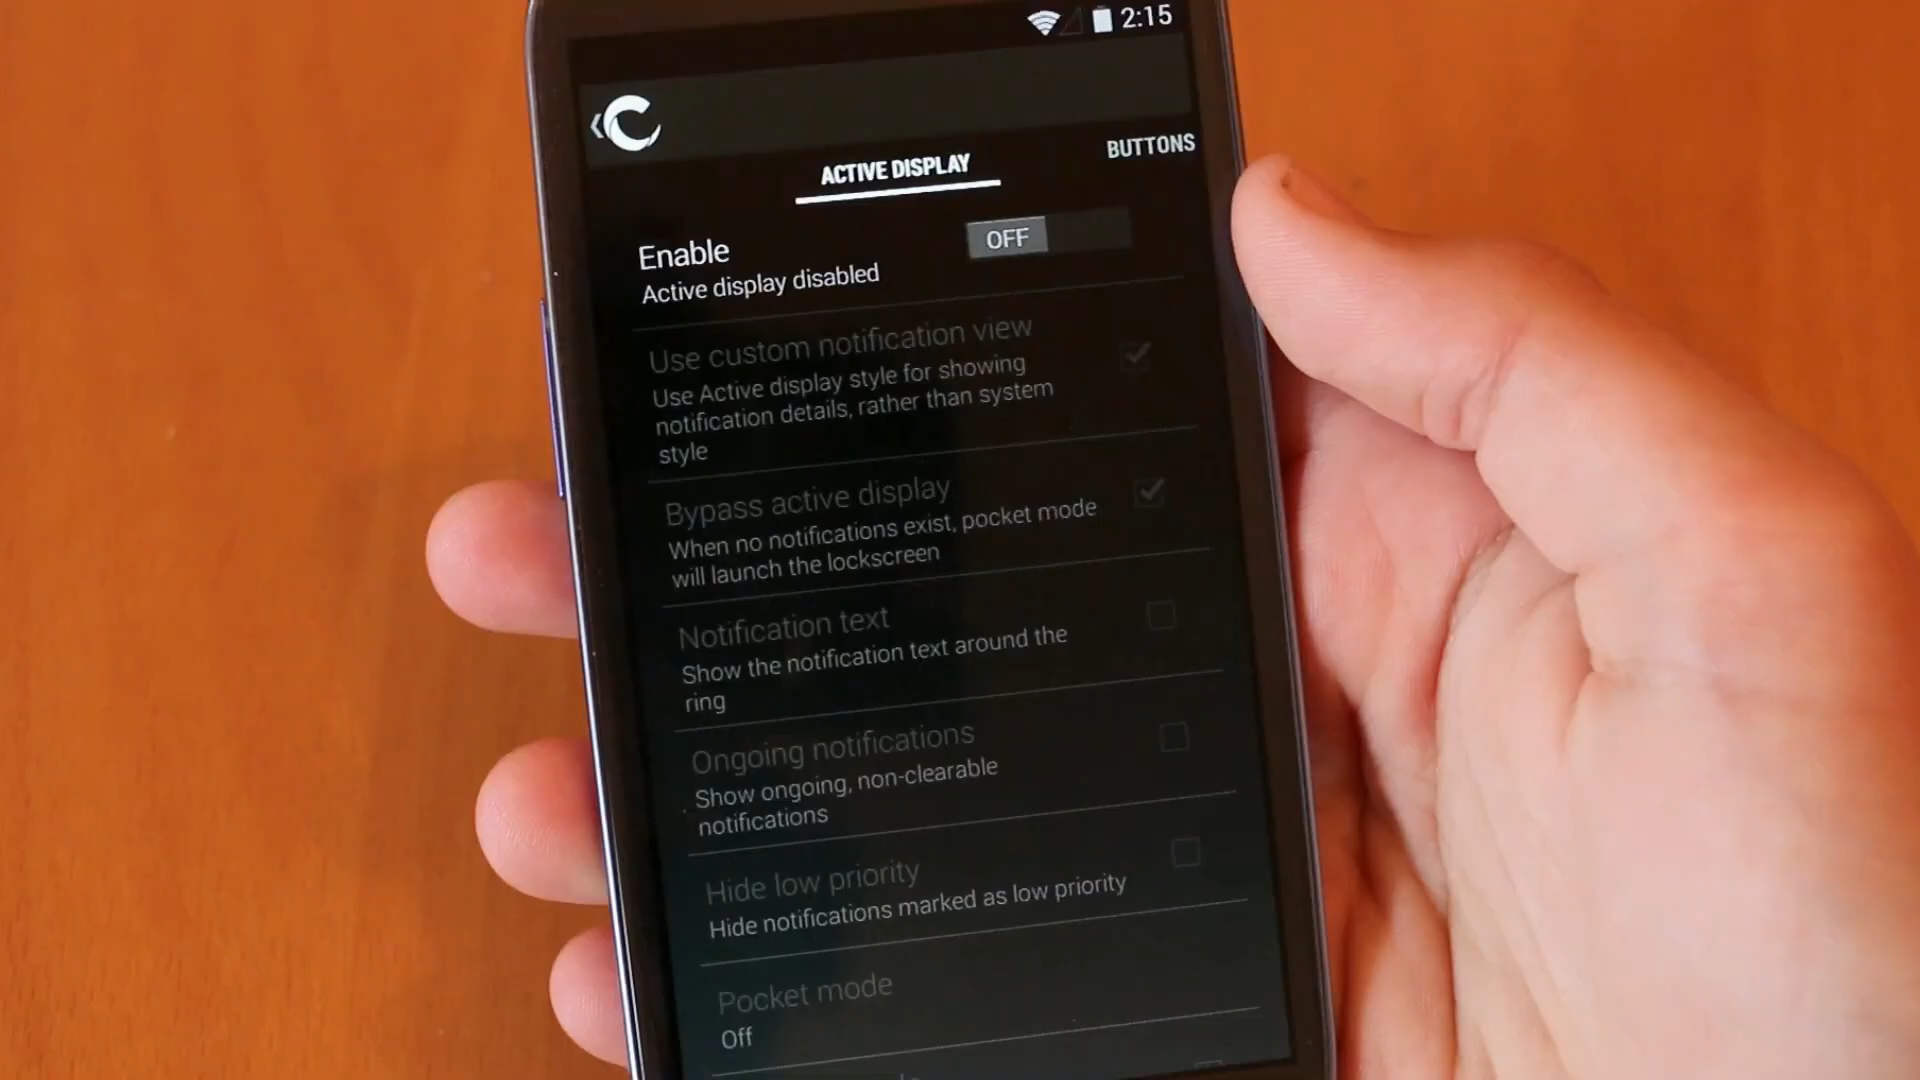 2:15
ACTIVE DISPLAY
BUTTONS
Enable
OFF
Active display disabled
Use custom notification view
Use Active display style for showing
notification details, rather than system
style
Bypass active display
When no notifications exist, pocket mode
will launch the lockscreen
Notification text
Show the notification text around the
ring
Ongoing notifications
Show ongoing, non-clearable
notifications
Hide low priority
Hide notifications marked as low priority
Pocket mode
Off